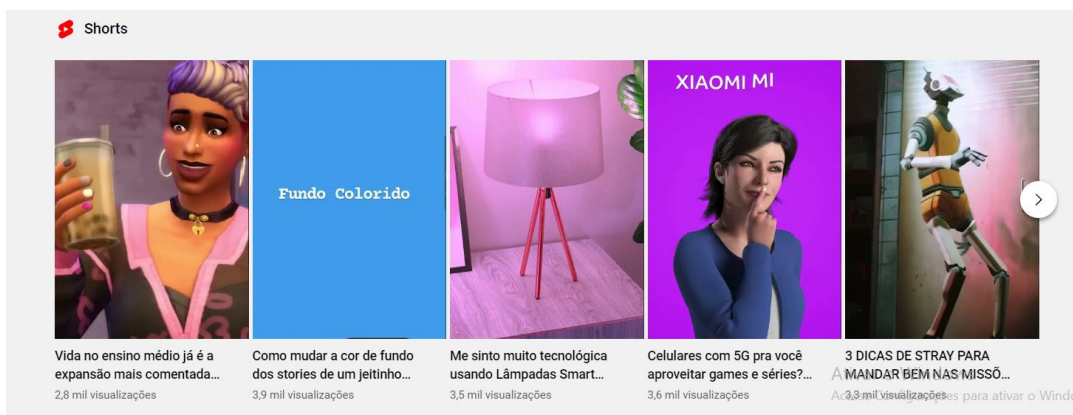 Shorts
XIAOMI MI
Fundo Colorido
Vida no ensino médio já é a
expansão mais comentada...
2,8 mil visualizações
Como mudar a cor de fundo
dos stories de um jeitinho...
3,9 mil visualizações
Me sinto muito tecnológica
usando Lâmpadas Smart...
3,5 mil visualizações
Celulares com 5G pra você
aproveitar games e séries?...
3,6 mil visualizações
3 DICAS DE STRAY PARA
MANDAR BEM NAS MISSÕ...
3,3 mil visualizações
para ativar o Wind